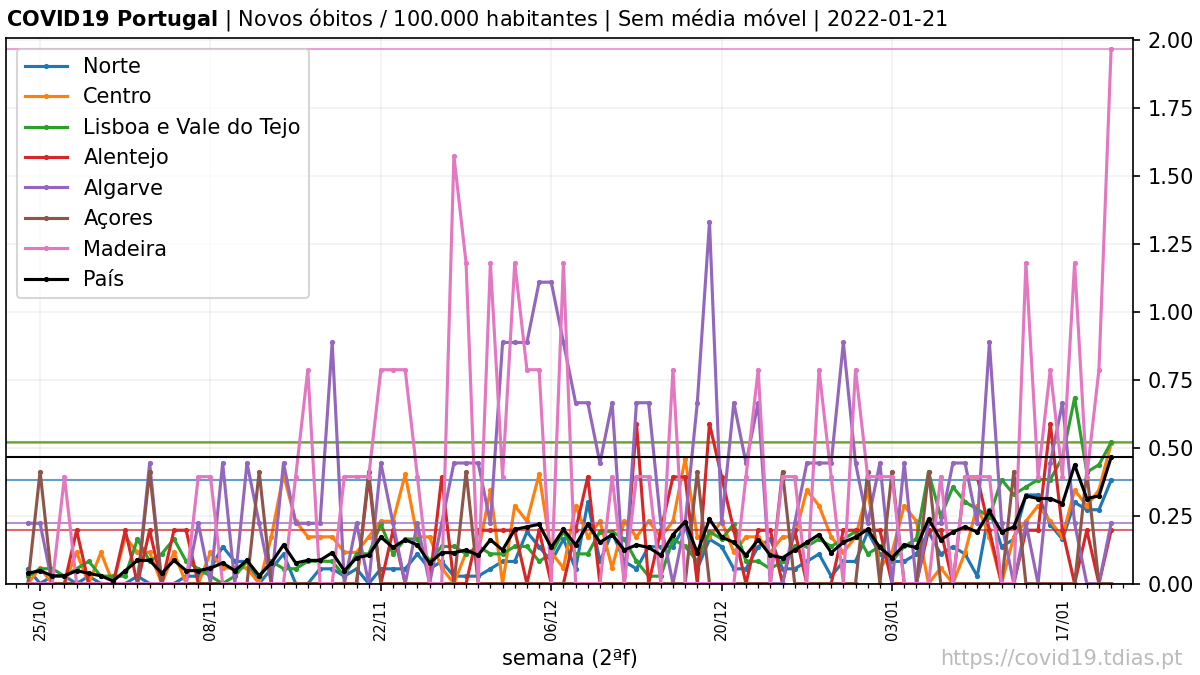 COVID19 Portugal | Novos óbitos / 100.000 habitantes | Sem média móvel | 2022-01-21
Norte
Centro
Lisboa e Vale do Tejo
Alentejo
Algarve
Açores
Madeira
País
2.00
1.75
1.50
1.25
1.00
0.75
0.50
0.25
0.00
25/10
08/11
22/11
06/12
20/12
03/01
17/01
semana (2ªf)
https://covid19.tdias.pt